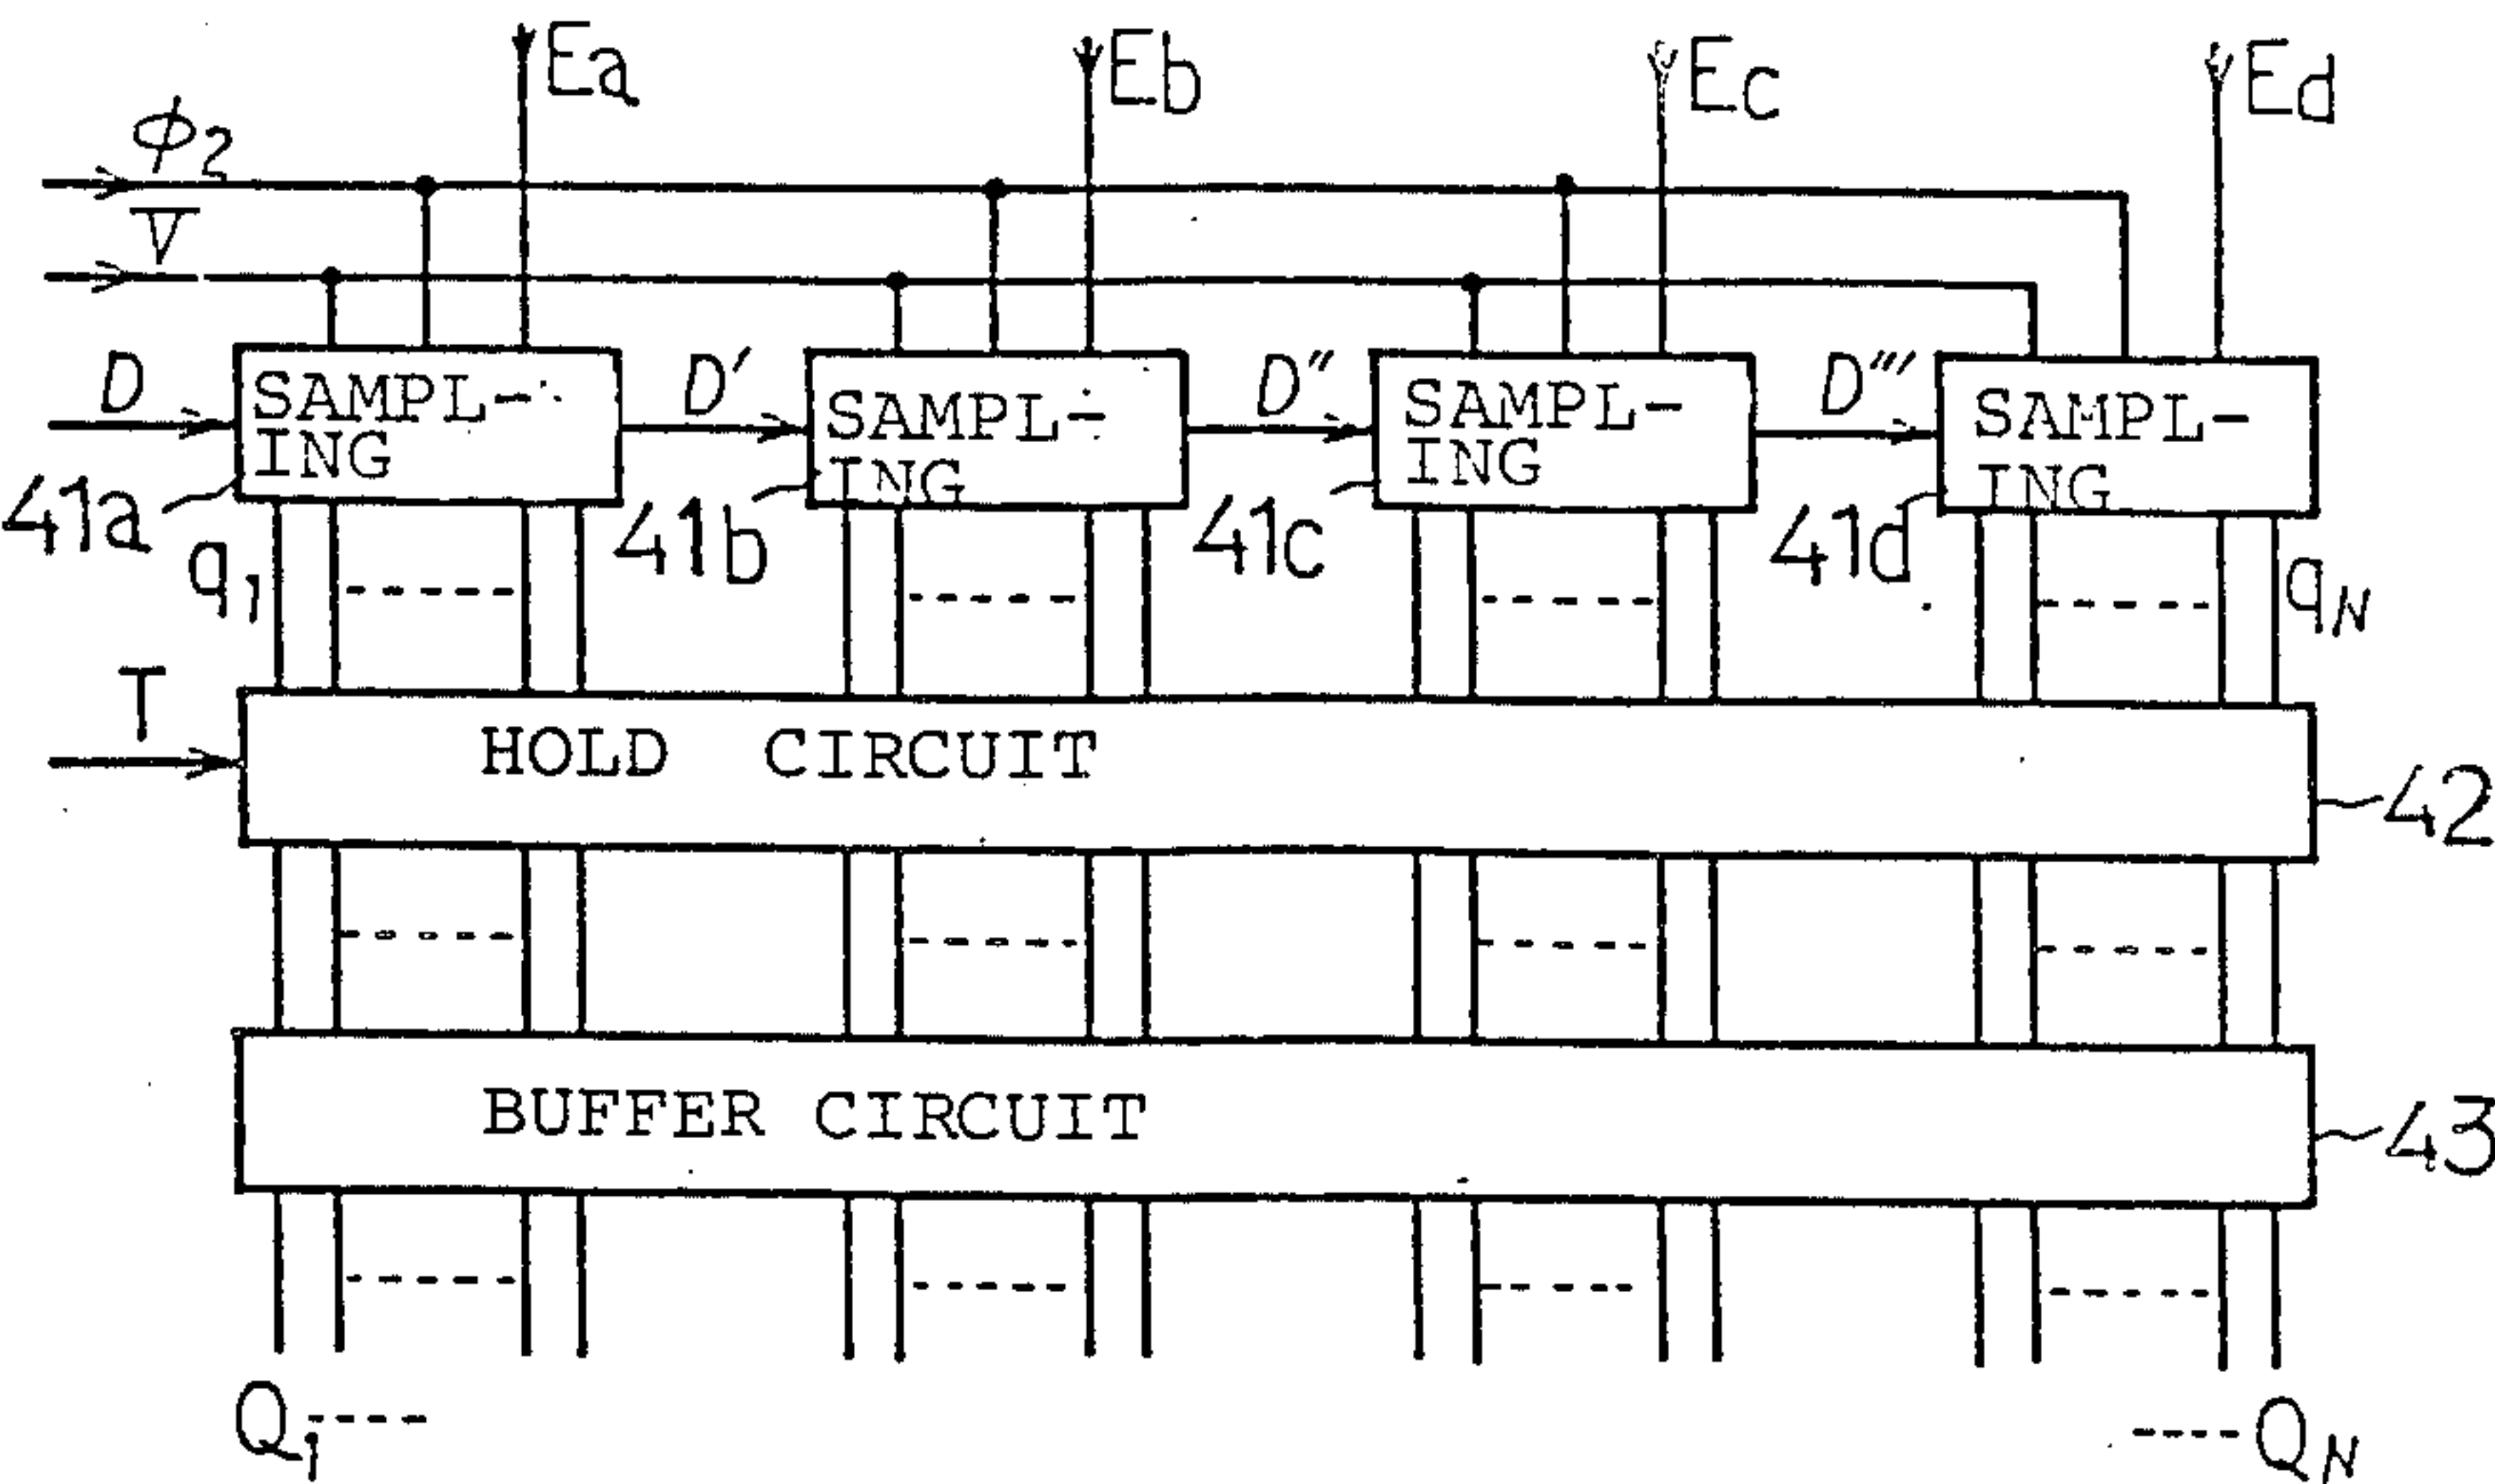 Ea
Eb
Ec
Ed
ϕ2
V
D
SAMPL-
ING
D'
SAMPL-
ING
D''
SAMPL-
ING
D'''
SAMPL-
ING
41a
41b
41c
41d
q1
qN
T
HOLD CIRCUIT
42
BUFFER CIRCUIT
43
Q1----
----QN